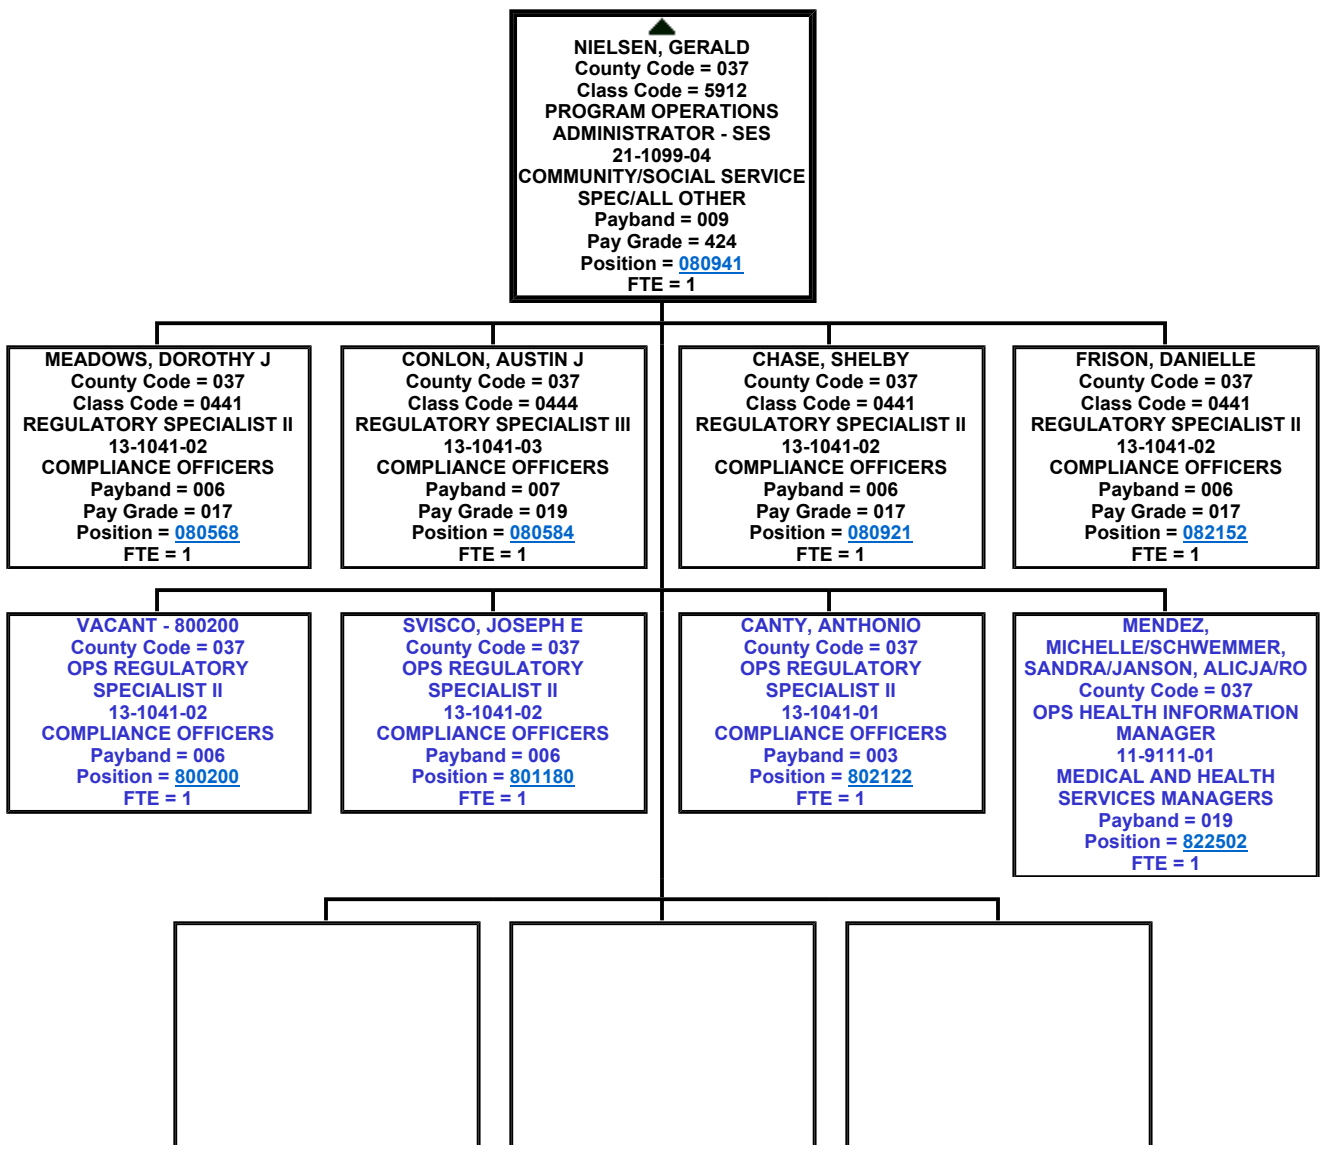 NIELSEN, GERALD
County Code = 037
Class Code = 5912
PROGRAM OPERATIONS
ADMINISTRATOR - SES
21-1099-04
COMMUNITY/SOCIAL SERVICE
SPEC/ALL OTHER
Payband = 009
Pay Grade = 424
Position = 080941
FTE = 1
MEADOWS, DOROTHY J
County Code = 037
Class Code = 0441
REGULATORY SPECIALIST II
13-1041-02
COMPLIANCE OFFICERS
Payband = 006
Pay Grade = 017
Position = 080568
FTE = 1
CONLON, AUSTIN J
County Code = 037
Class Code = 0444
REGULATORY SPECIALIST III
13-1041-03
COMPLIANCE OFFICERS
Payband = 007
Pay Grade = 019
Position = 080584
FTE = 1
CHASE, SHELBY
County Code = 037
Class Code = 0441
REGULATORY SPECIALIST II
13-1041-02
COMPLIANCE OFFICERS
Payband = 006
Pay Grade = 017
Position = 080921
FTE = 1
FRISON, DANIELLE
County Code = 037
Class Code = 0441
REGULATORY SPECIALIST II
13-1041-02
COMPLIANCE OFFICERS
Payband = 006
Pay Grade = 017
Position = 082152
FTE = 1
VACANT - 800200
County Code = 037
OPS REGULATORY
SPECIALIST II
13-1041-02
COMPLIANCE OFFICERS
Payband = 006
Position = 800200
FTE = 1
SVISCO, JOSEPH E
County Code = 037
OPS REGULATORY
SPECIALIST II
13-1041-02
COMPLIANCE OFFICERS
Payband = 006
Position = 801180
FTE = 1
CANTY, ANTHONIO
County Code = 037
OPS REGULATORY
SPECIALIST II
13-1041-01
COMPLIANCE OFFICERS
Payband = 003
Position = 802122
FTE = 1
MENDEZ,
MICHELLE/SCHWEMMER,
SANDRA/JANSON, ALICJA/RO
County Code = 037
OPS HEALTH INFORMATION
MANAGER
11-9111-01
MEDICAL AND HEALTH
SERVICES MANAGERS
Payband = 019
Position = 822502
FTE = 1